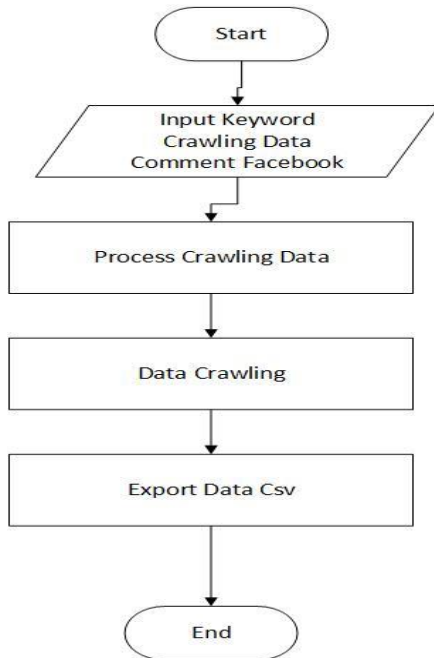 Start
Input Keyword
Crawling Data
Comment Facebook
Process Crawling Data
Data Crawling
Export Data Csv
End